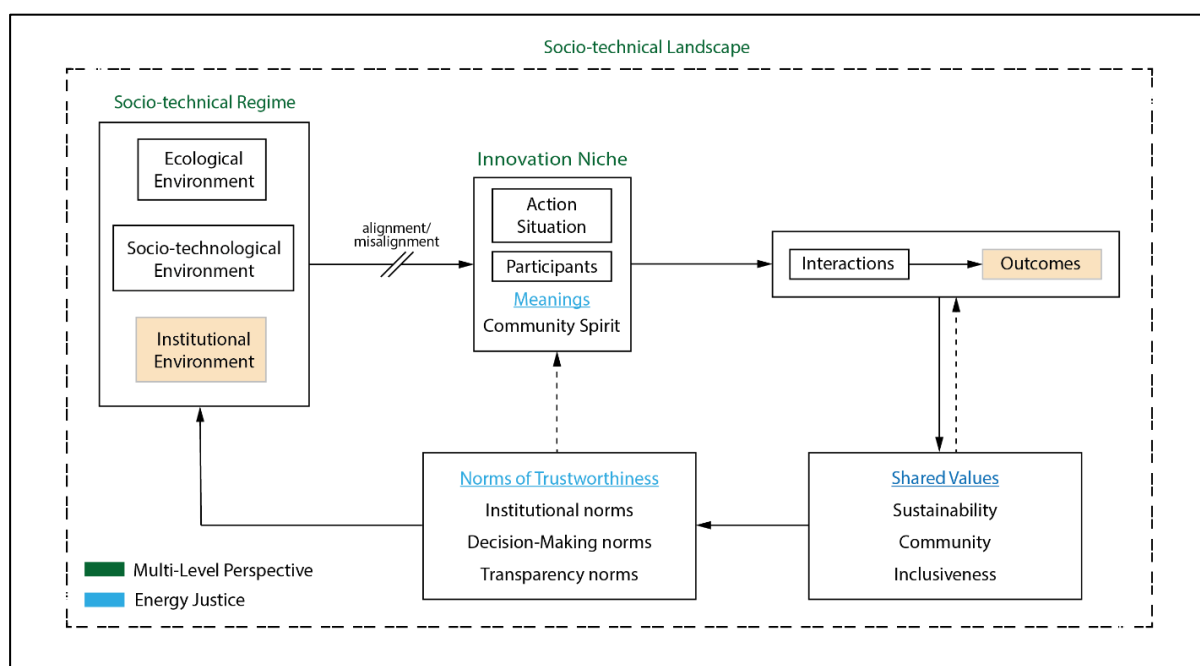 Socio-technical Landscape
Socio-technical Regime
Ecological
Environment
Socio-technological
Environment
Institutional
Environment
alignment/
misalignment
Innovation Niche
Action
Situation
Participants
Meanings
Community Spirit
Interactions
Outcomes
Norms of Trustworthiness
Institutional norms
Decision-Making norms
Transparency norms
Shared Values
Sustainability
Community
Inclusiveness
Multi-Level Perspective
Energy Justice